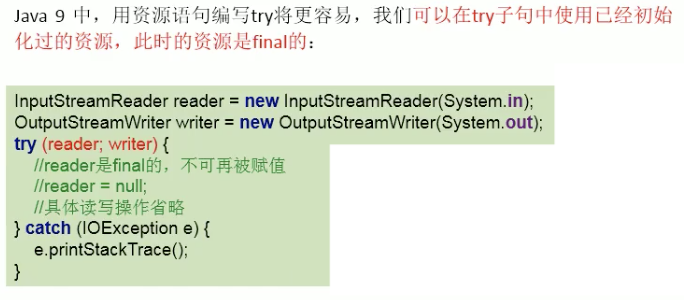 Java 9 中，用资源语句编写try将更容易，我们可以在try子句中使用已经初始
化过的资源，此时的资源是final的：
InputStreamReader reader = new InputStreamReader(System.in);
OutputStreamWriter writer = new OutputStreamWriter(System.out);
try (reader; writer) {
//reader是final的，不可再被赋值
//reader = null;
//具体读写操作省略
} catch (IOException e) {
e.printStackTrace();
}